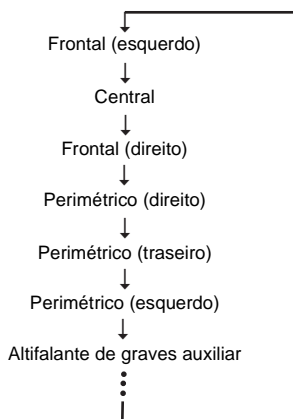 Frontal (esquerdo)
Central
Frontal (direito)
Perimétrico (direito)
Perimétrico (traseiro)
Perimétrico (esquerdo)
Altifalante de graves auxiliar